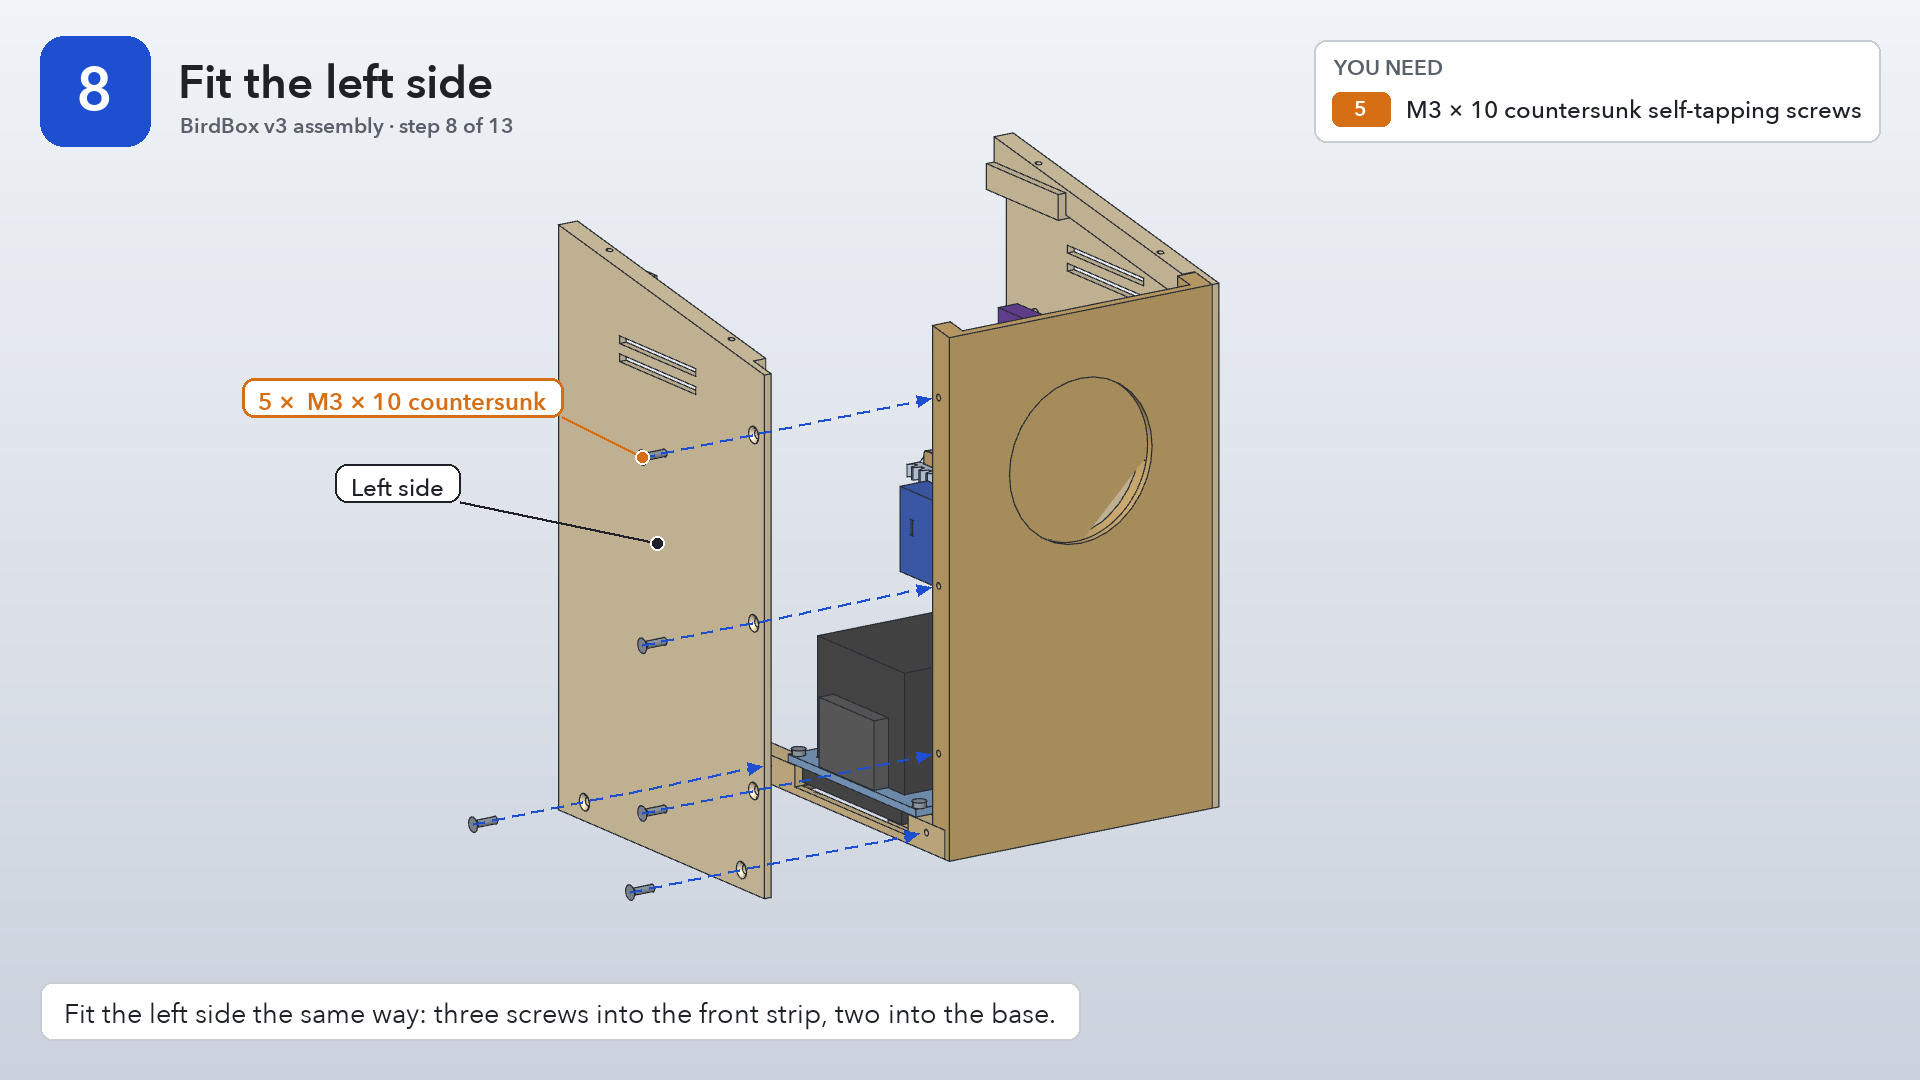 8
Fit the left side
BirdBox v3 assembly · step 8 of 13
YOU NEED
5 M3 × 10 countersunk self-tapping screws
5 × M3 × 10 countersunk
Left side
Fit the left side the same way: three screws into the front strip, two into the base.